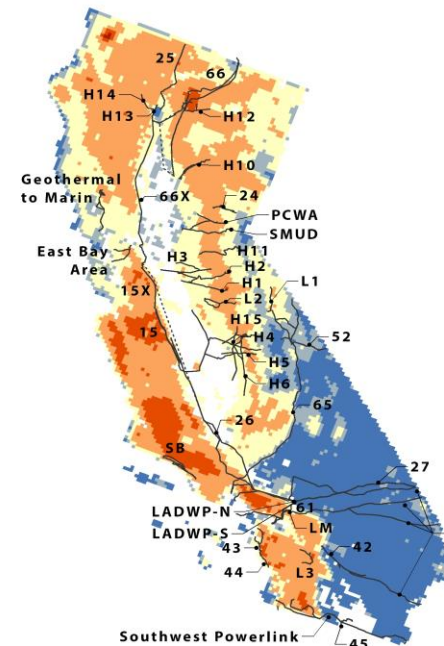 25
66
H14
H13
H12
H10
Geothermal
to Marin
24
66X
PCWA
SMUD
East Bay
Area
H11
H3
H2
L1
H1
15X
L2
H15
15
H4
52
H5
H6
65
26
SB
27
LADWP-N
61
LADWP-S
LM
43
42
44
L3
Southwest Powerlink
45